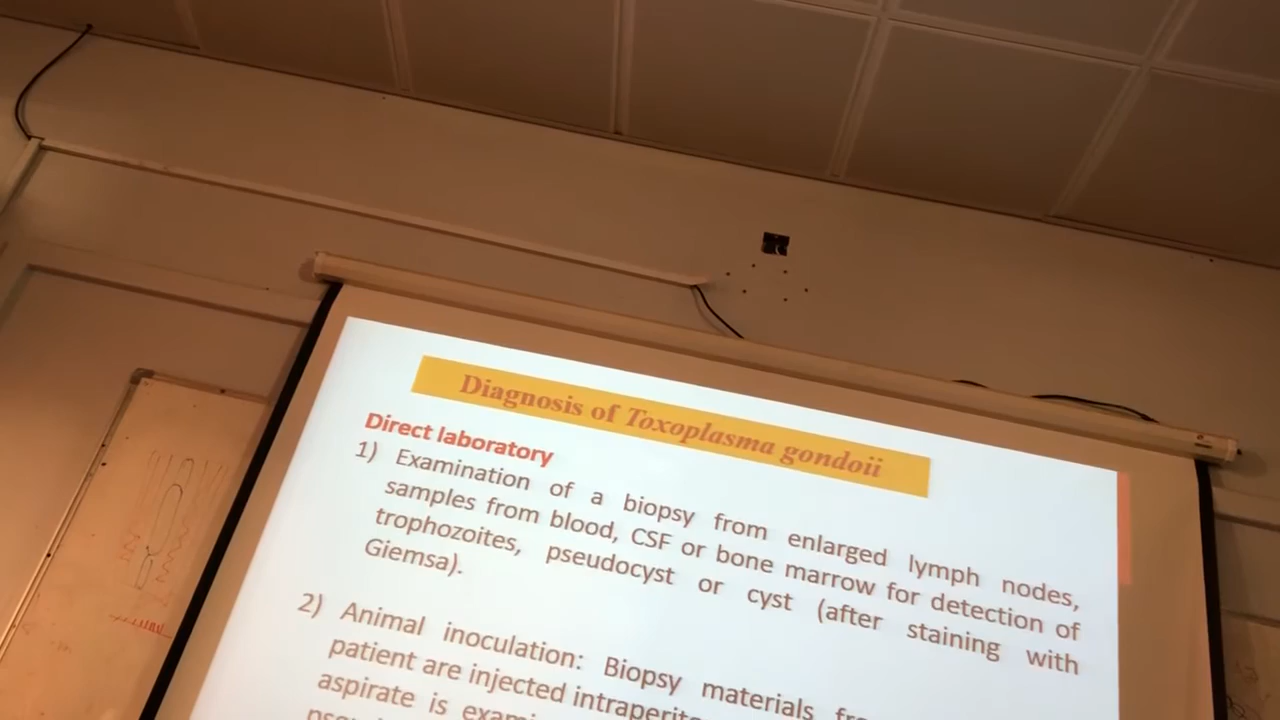 Diagnosis of Toxoplasma gondoii
Direct laboratory
1) Examination of a biopsy from enlarged lymph nodes,
samples from blood, CSF or bone marrow for detection of
trophozoites, pseudocyst or cyst (after staining with
Giemsa).
2) Animal inoculation: Biopsy materials
patient are injected
aspirate is